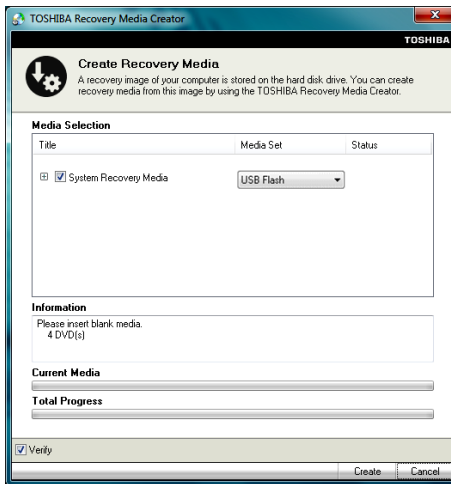 TOSHIBA Recovery Media Creator
TOSHIBA
Create Recovery Media
A recovery image of your computer is stored on the hard disk drive. You can create
recovery media from this image by using the TOSHIBA Recovery Media Creator.
Media Selection
Title Media Set Status
System Recovery Media USB Flash
Information
Please insert blank media.
4 DVD(s)
Current Media
Total Progress
Verify
Create Cancel